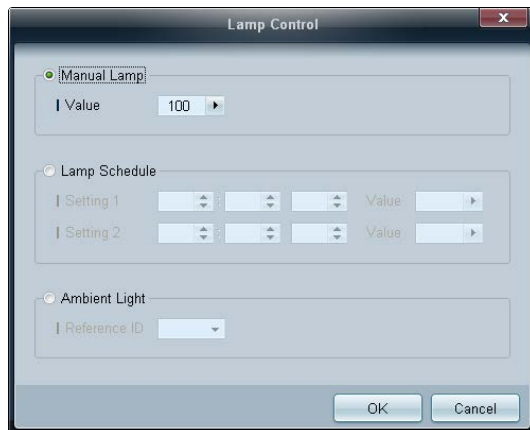 Lamp Control
Manual Lamp
Value 100
Lamp Schedule
Setting 1 : Value
Setting 2 : Value
Ambient Light
Reference ID
OK Cancel